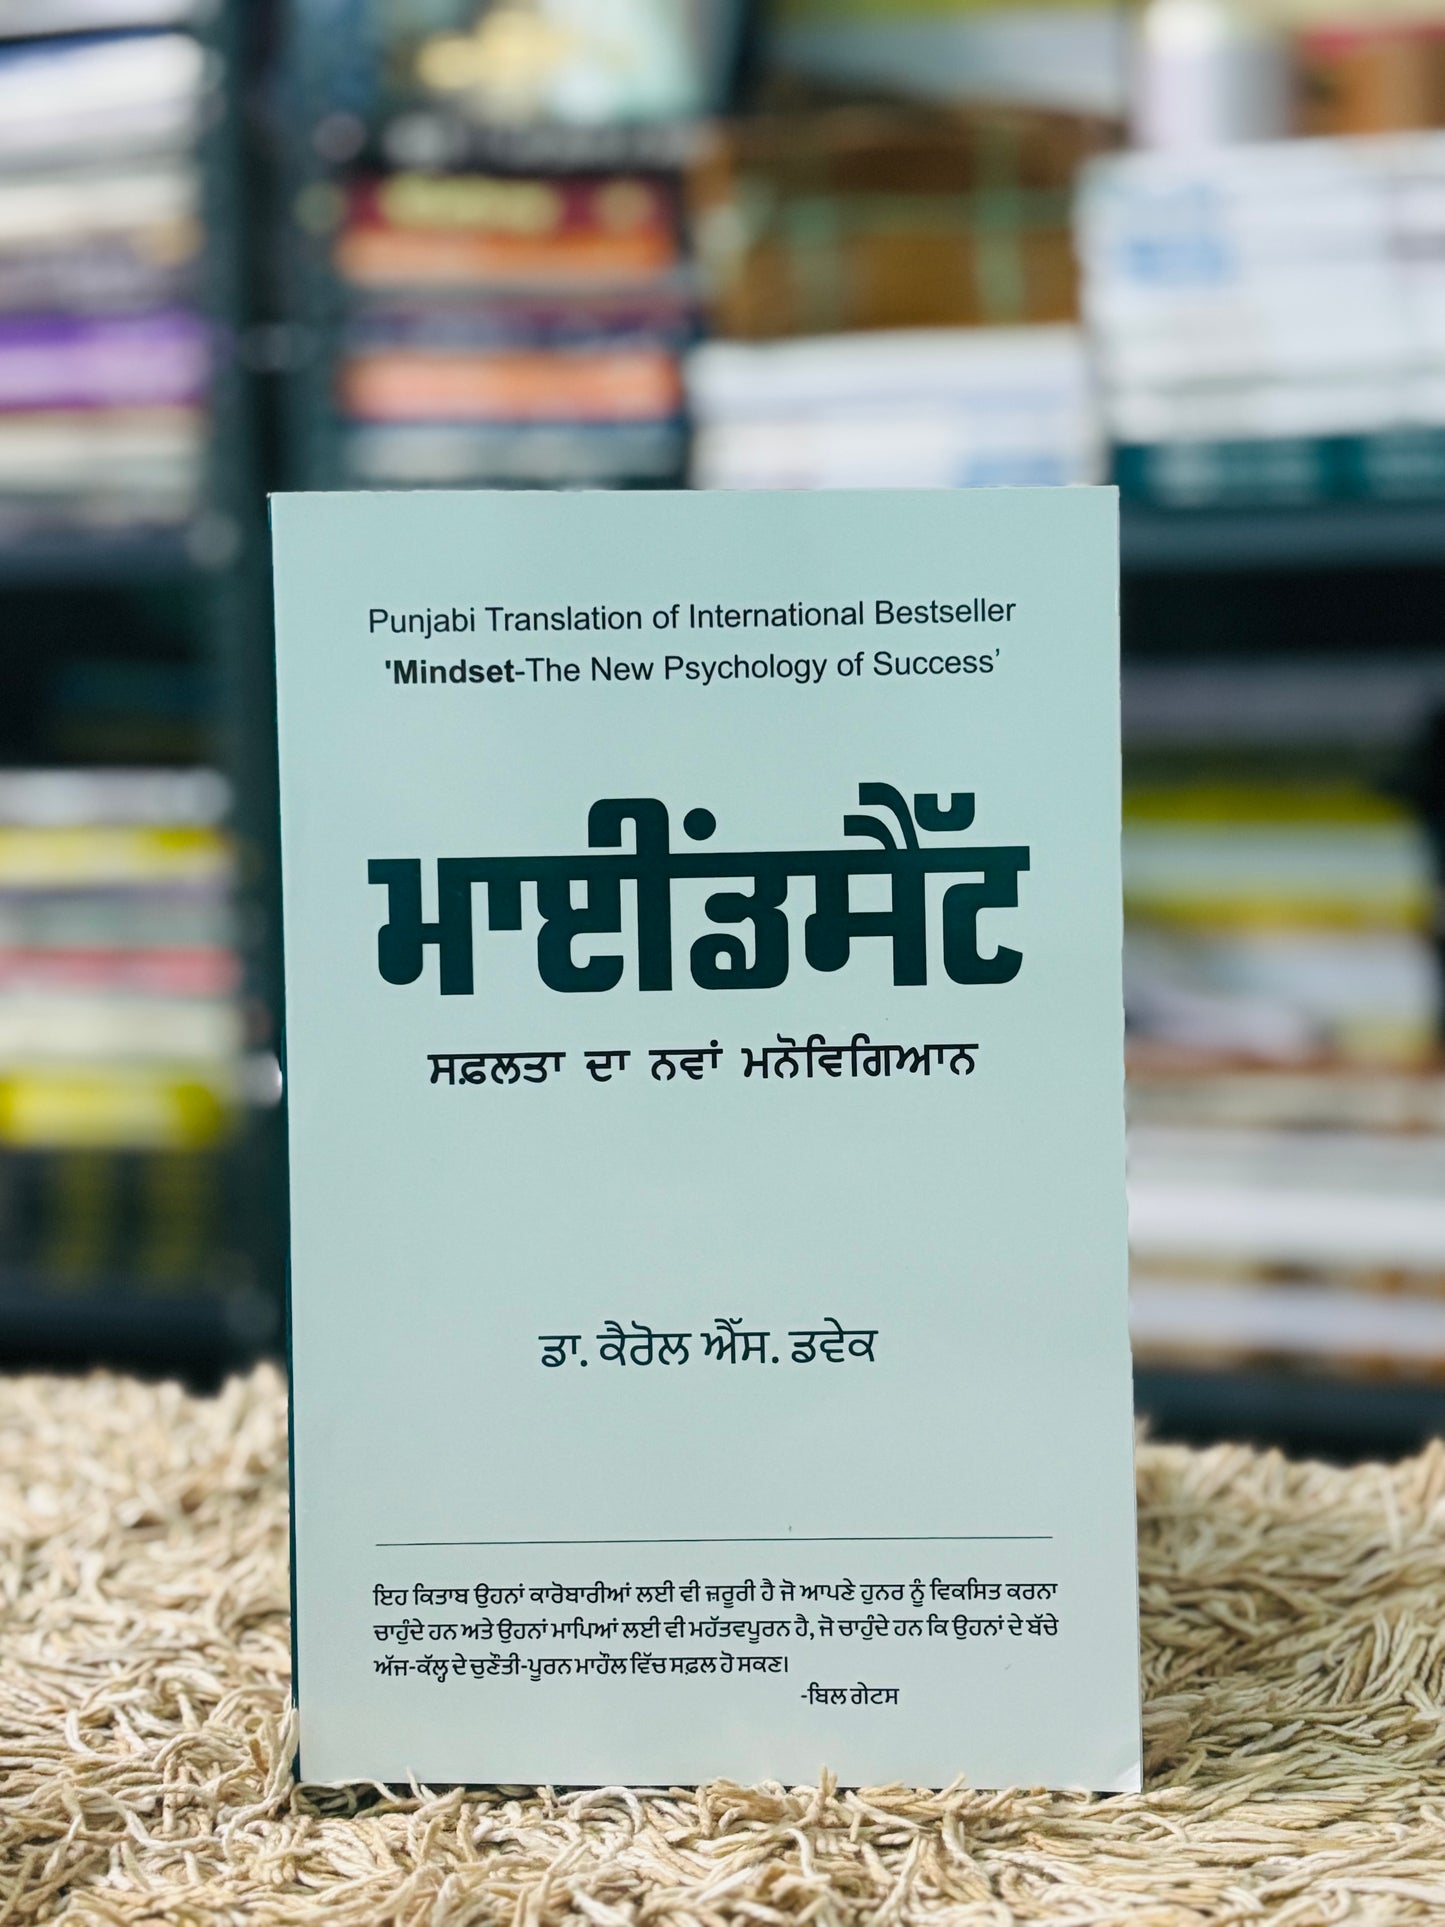 Punjabi Translation of International Bestseller
'Mindset-The New Psychology of Success’
ਮਾਈਂਡਸੈੱਟ
ਸਫ਼ਲਤਾ ਦਾ ਨਵਾਂ ਮਨੋਵਿਗਿਆਨ
ਡਾ. ਕੈਰੋਲ ਐੱਸ. ਡਵੇਕ
ਇਹ ਕਿਤਾਬ ਉਹਨਾਂ ਕਾਰੋਬਾਰੀਆਂ ਲਈ ਵੀ ਜ਼ਰੂਰੀ ਹੈ ਜੋ ਆਪਣੇ ਹੁਨਰ ਨੂੰ ਵਿਕਸਿਤ ਕਰਨਾ
ਚਾਹੁੰਦੇ ਹਨ ਅਤੇ ਉਹਨਾਂ ਮਾਪਿਆਂ ਲਈ ਵੀ ਮਹੱਤਵਪੂਰਨ ਹੈ, ਜੋ ਚਾਹੁੰਦੇ ਹਨ ਕਿ ਉਹਨਾਂ ਦੇ ਬੱਚੇ
ਅੱਜ-ਕੱਲ੍ਹ ਦੇ ਚੁਣੌਤੀ-ਪੂਰਨ ਮਾਹੌਲ ਵਿੱਚ ਸਫ਼ਲ ਹੋ ਸਕਣ।
-ਬਿਲ ਗੇਟਸ